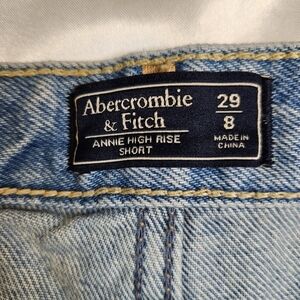 Abercrombie
& Fitch
ANNIE HIGH RISE
SHORT
29
8
MADE IN
CHINA